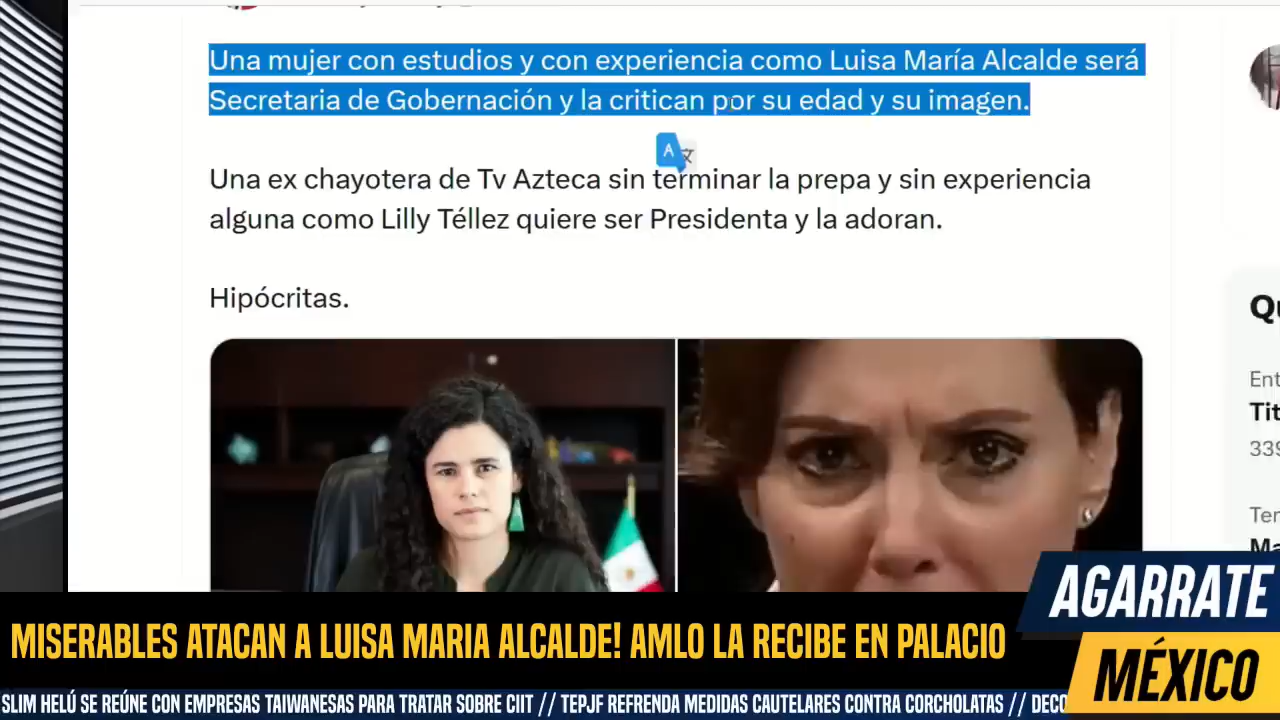 Una mujer con estudios y con experiencia como Luisa María Alcalde será
Secretaria de Gobernación y la critican por su edad y su imagen.
Una ex chayotera de Tv Azteca sin terminar la prepa y sin experiencia
alguna como Lilly Téllez quiere ser Presidenta y la adoran.
Hipócritas.
Qu
Ent
Tit
339
Ten
AGARRATE
MÉXICO
MISERABLES ATACAN A LUISA MARIA ALCALDE! AMLO LA RECIBE EN PALACIO
SLIM HELÚ SE REÚNE CON EMPRESAS TAIWANESAS PARA TRATAR SOBRE CIIT // TEPJF REFRENDA MEDIDAS CAUTELARES CONTRA CORCHOLATAS // DECO